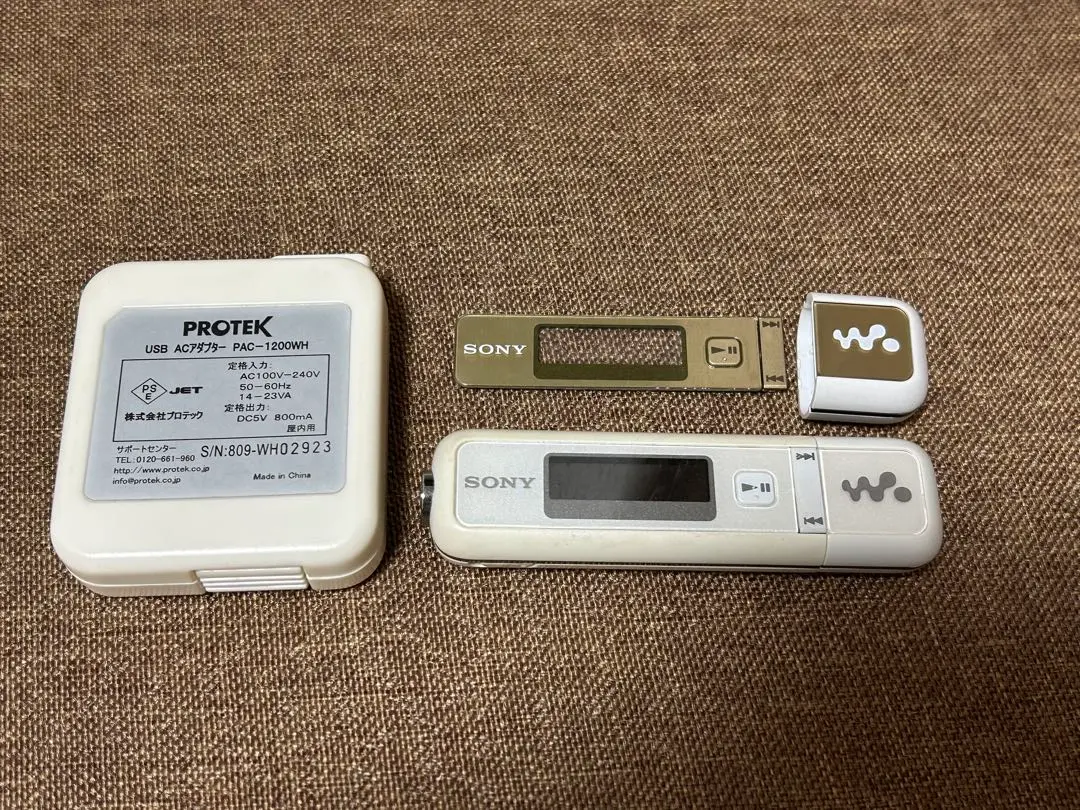 PROTEK
USB ACアダプター PAC-1200WH
PS
E
JET
株式会社プロテック
定格入力:
AC100V-240V
50-60Hz
14-23VA
定格出力:
DC5V 800mA
屋内用
サポートセンター
TEL:0120-661-960
S/N:809-WH02923
http://www.protek.co.jp
info@protek.co.jp
Made in China
SONY
SONY